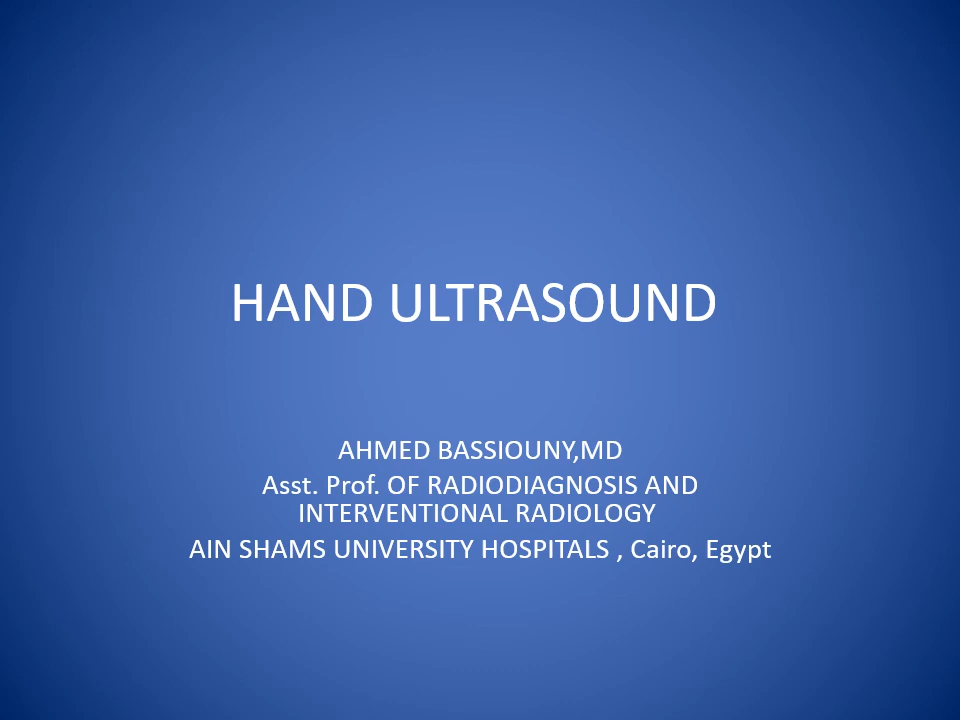 HAND ULTRASOUND
AHMED BASSIOUNY,MD
Asst. Prof. OF RADIODIAGNOSIS AND
INTERVENTIONAL RADIOLOGY
AIN SHAMS UNIVERSITY HOSPITALS , Cairo, Egypt